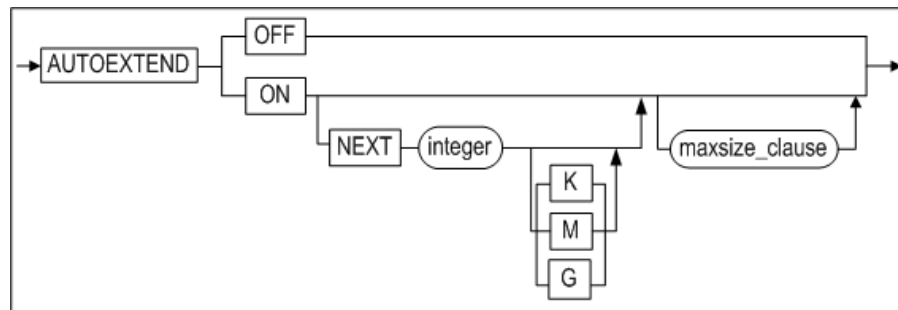 OFF
AUTOEXTEND
ON
NEXT integer
maxsize_clause
K
M
G